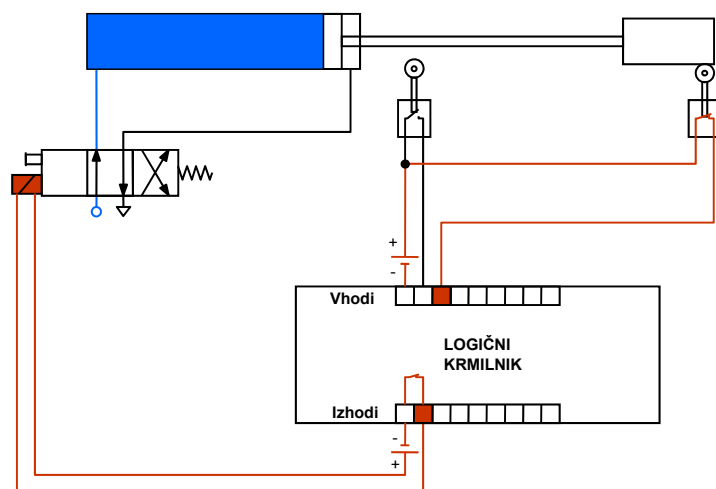 +
-
Vhodi
LOGIČNI
KRMILNIK
Izhodi
-
+